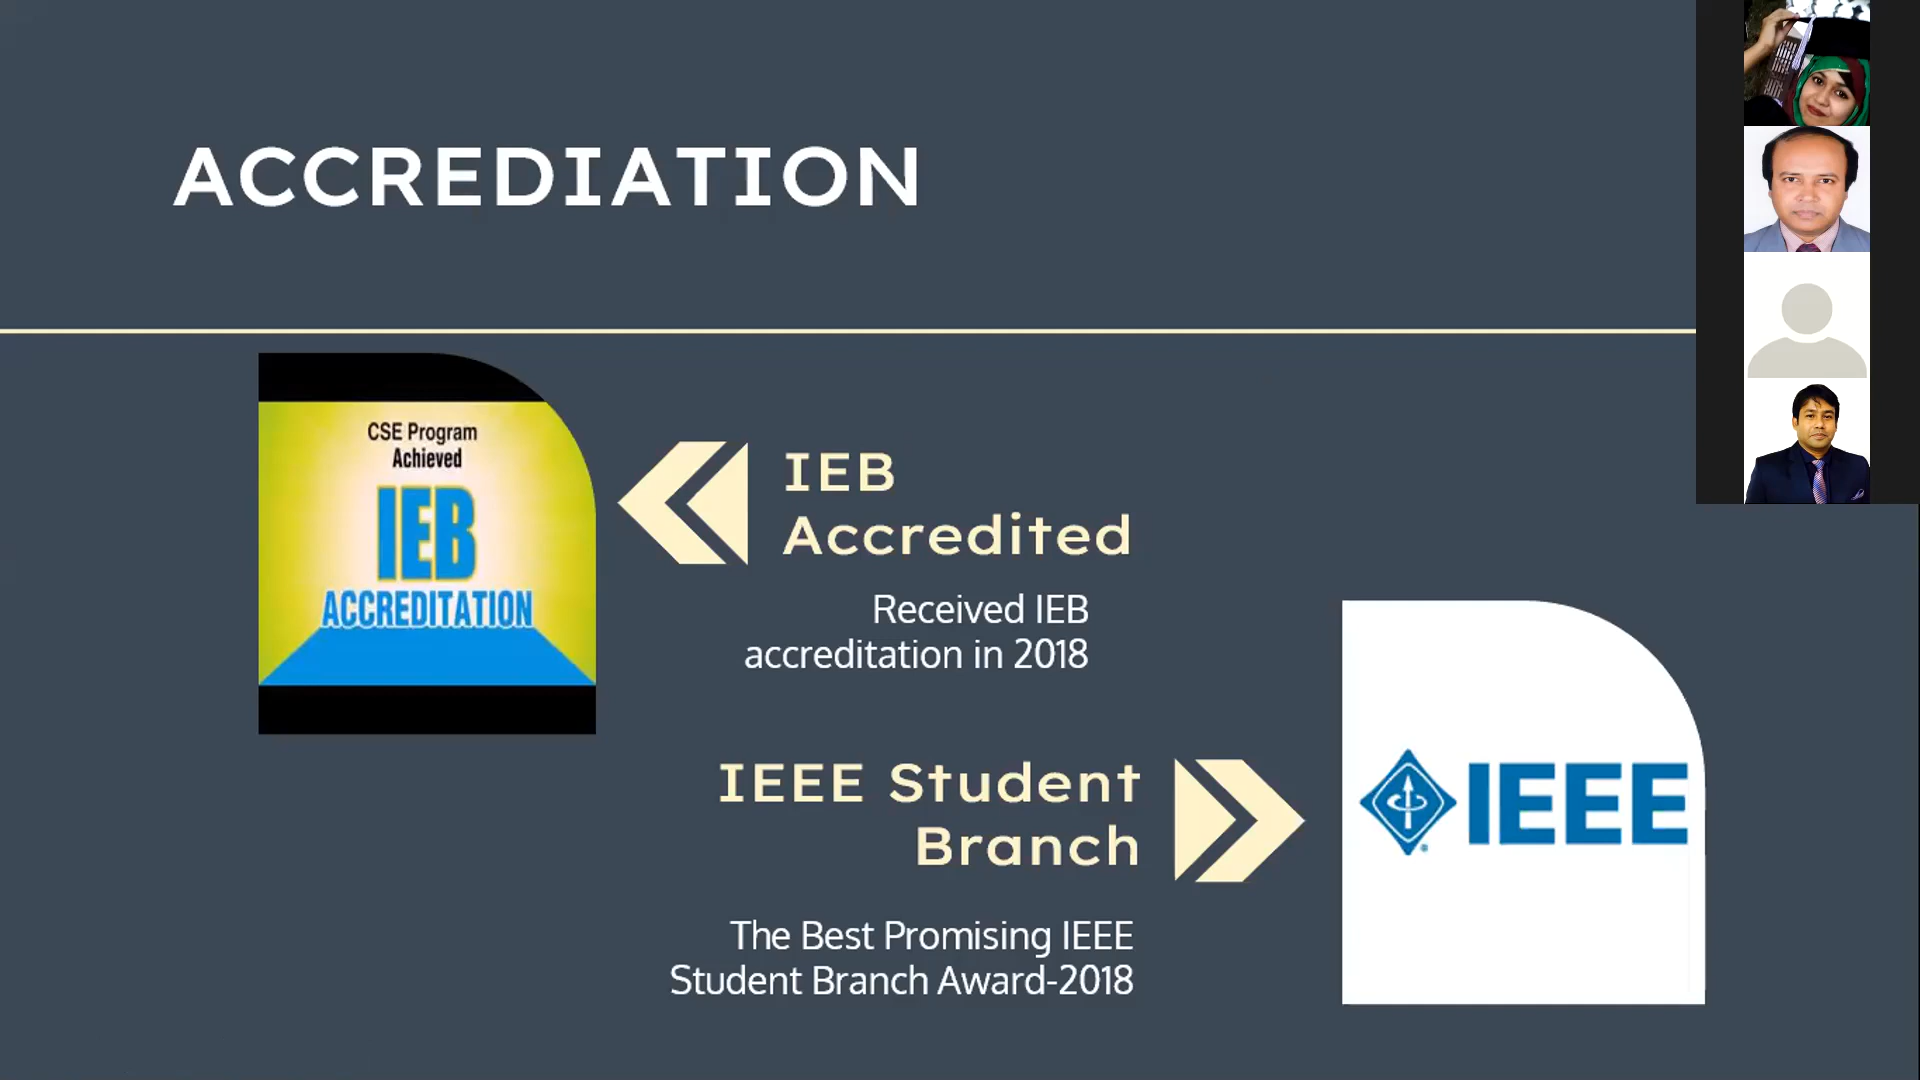 ACCREDIATION
CSE Program
Achieved
IEB
ACCREDITATION
IEB
Accredited
Received IEB
accreditation in 2018
IEEE Student
Branch
The Best Promising IEEE
Student Branch Award-2018
IEEE